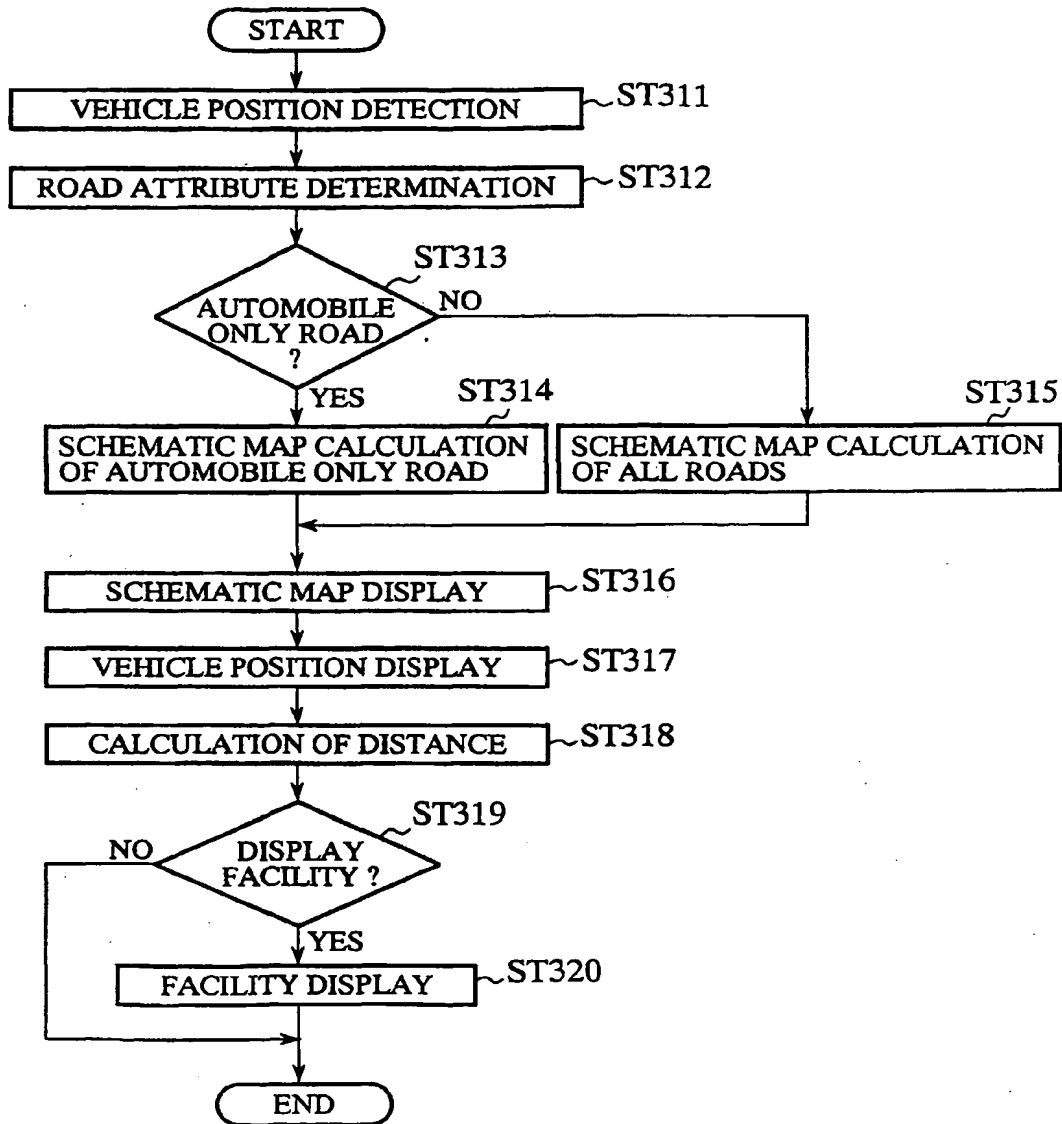 START
VEHICLE POSITION DETECTION
ST311
ROAD ATTRIBUTE DETERMINATION
ST312
ST313
AUTOMOBILE
ONLY ROAD
?
NO
YES
ST314
SCHEMATIC MAP CALCULATION
OF AUTOMOBILE ONLY ROAD
ST315
SCHEMATIC MAP CALCULATION
OF ALL ROADS
SCHEMATIC MAP DISPLAY
ST316
VEHICLE POSITION DISPLAY
ST317
CALCULATION OF DISTANCE
ST318
ST319
NO
DISPLAY
FACILITY ?
YES
FACILITY DISPLAY
ST320
END